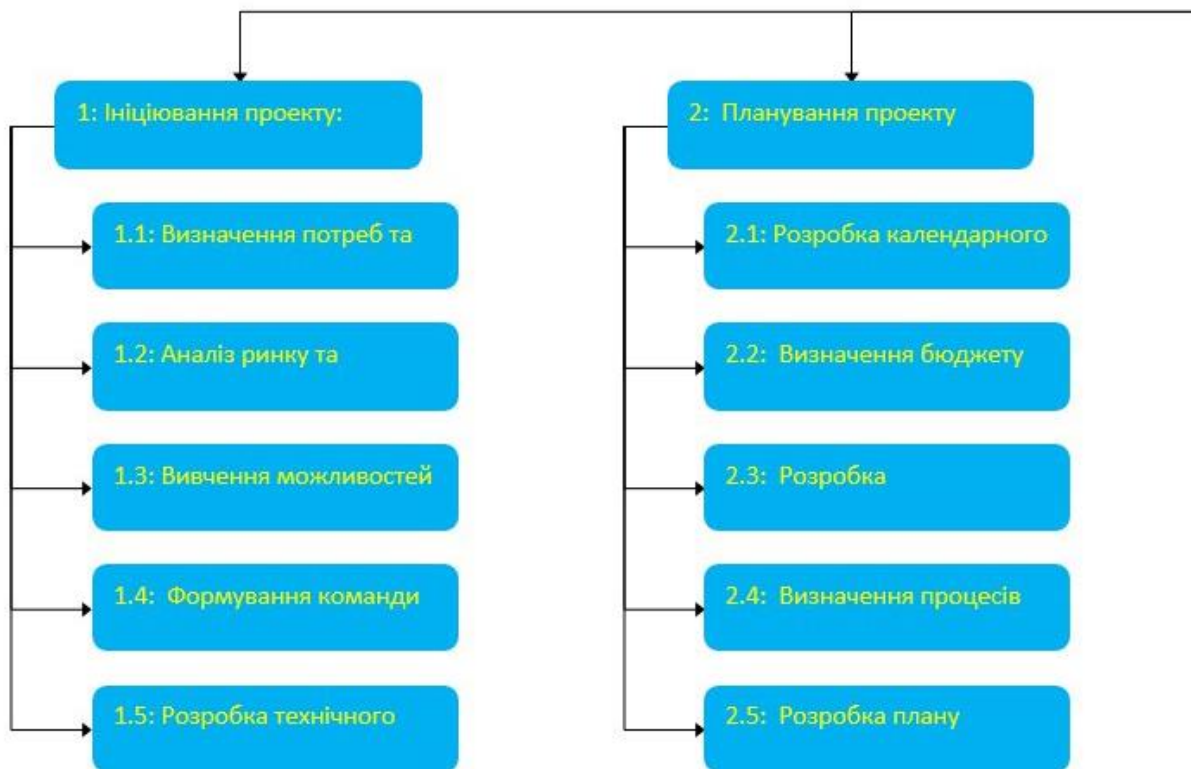 1: Ініціювання проекту:
1.1: Визначення потреб та
1.2: Аналіз ринку та
1.3: Вивчення можливостей
1.4: Формування команди
1.5: Розробка технічного
2: Планування проекту
2.1: Розробка календарного
2.2: Визначення бюджету
2.3: Розробка
2.4: Визначення процесів
2.5: Розробка плану